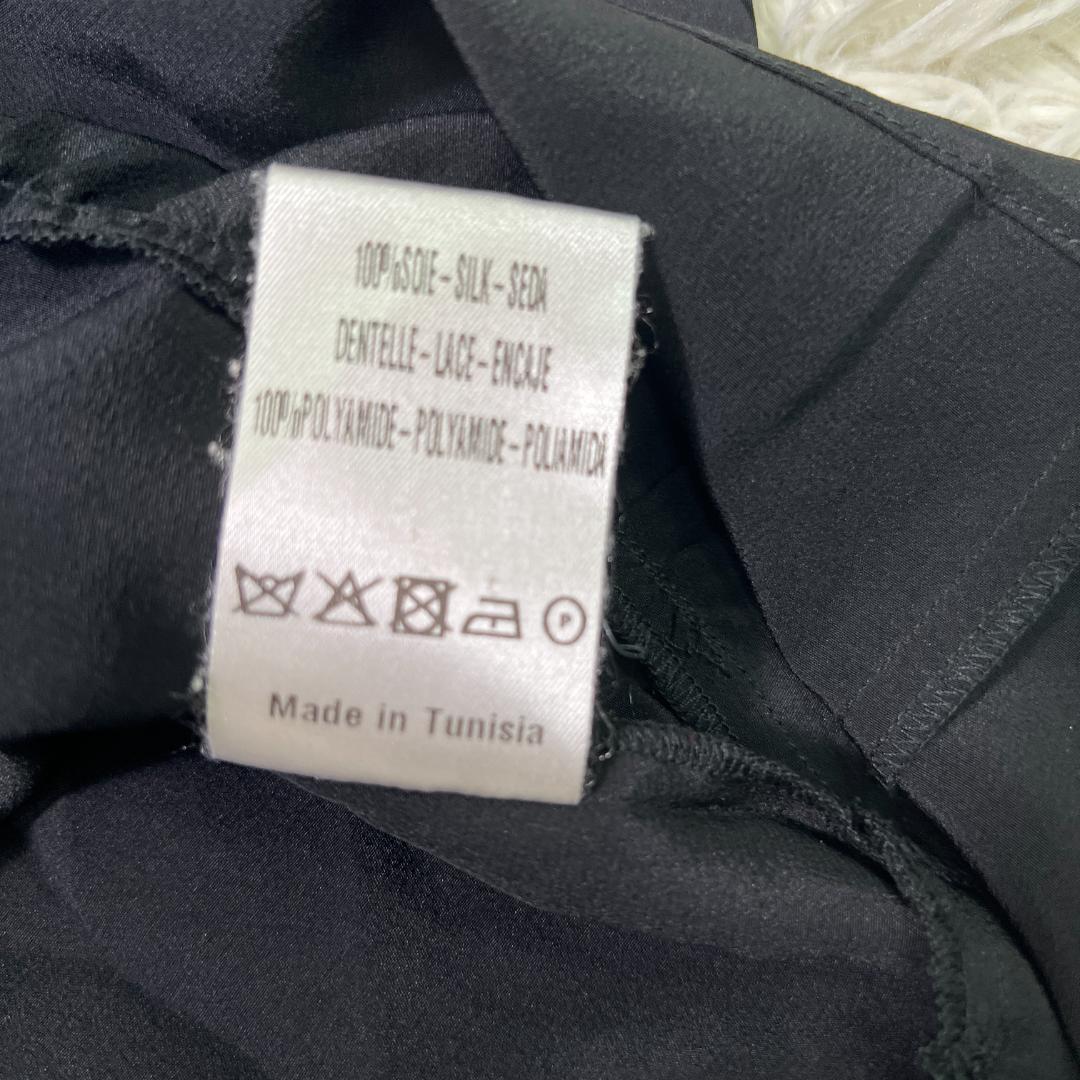 100%SOIE-SILK-SEDA
DENTELLE-LACE-ENCAJE
100%POLYAMIDE-POLYAMIDE-POLIAMIDA
P
Made in Tunisia